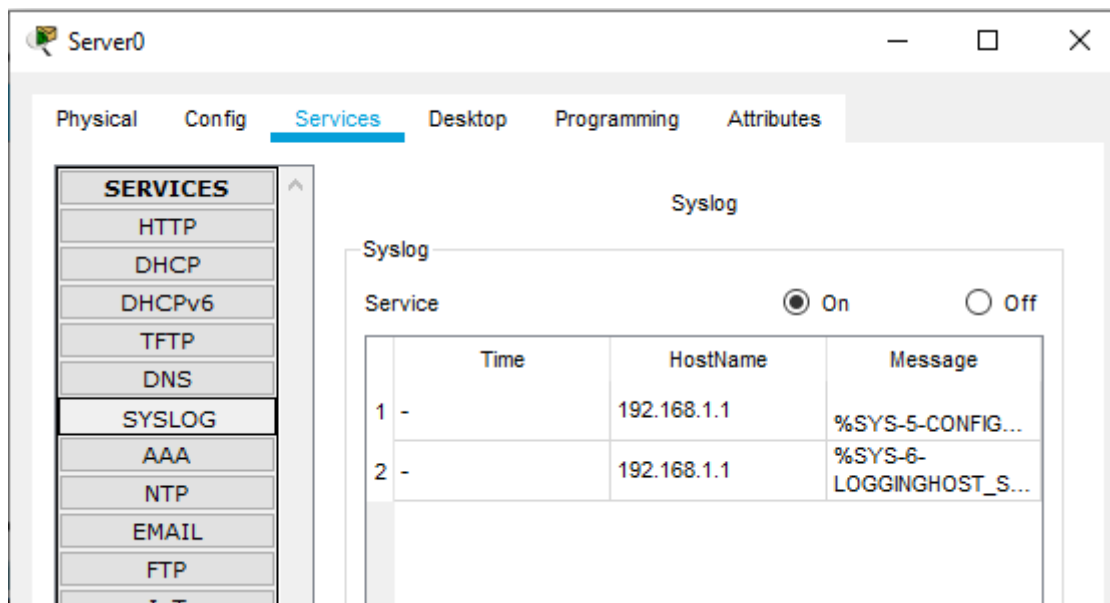 Server0
Physical Config Services Desktop Programming Attributes
SERVICES
HTTP
DHCP
DHCPv6
TFTP
DNS
SYSLOG
AAA
NTP
EMAIL
FTP
Syslog
Syslog
Service On Off
Time HostName Message
1 - 192.168.1.1 %SYS-5-CONFIG...
2 - 192.168.1.1 %SYS-6-
LOGGINGHOST_S...